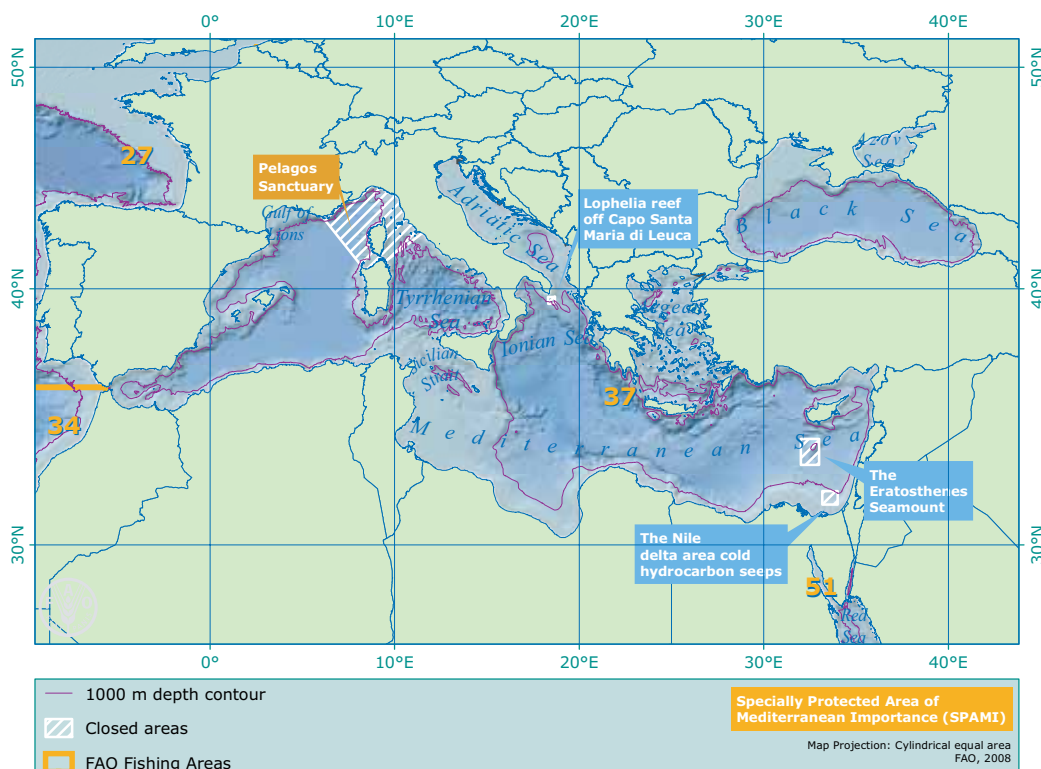 0°
10°
20°
30°
40°
50°N
50°N
27
Azov
Sea
Pelagos
Sanctuary
Gulf of
Lions
Adriatic Sea
Lophelia reef
off Capo Santa
Maria di Leuca
Black Sea
40°N
40°N
Tyrrhenian
Sea
Aegean
Sea
Ionian Sea
Sicilian
Strait
37
34
Mediterranean Sea
The
Eratosthenes
Seamount
The Nile
delta area cold
hydrocarbon seeps
30°N
30°N
51
Red
Sea
0°
10°
20°
30°
40°
1000 m depth contour
Closed areas
FAO Fishing Areas
Specially Protected Area of
Mediterranean Importance (SPAMI)
Map Projection: Cylindrical equal area
FAO, 2008